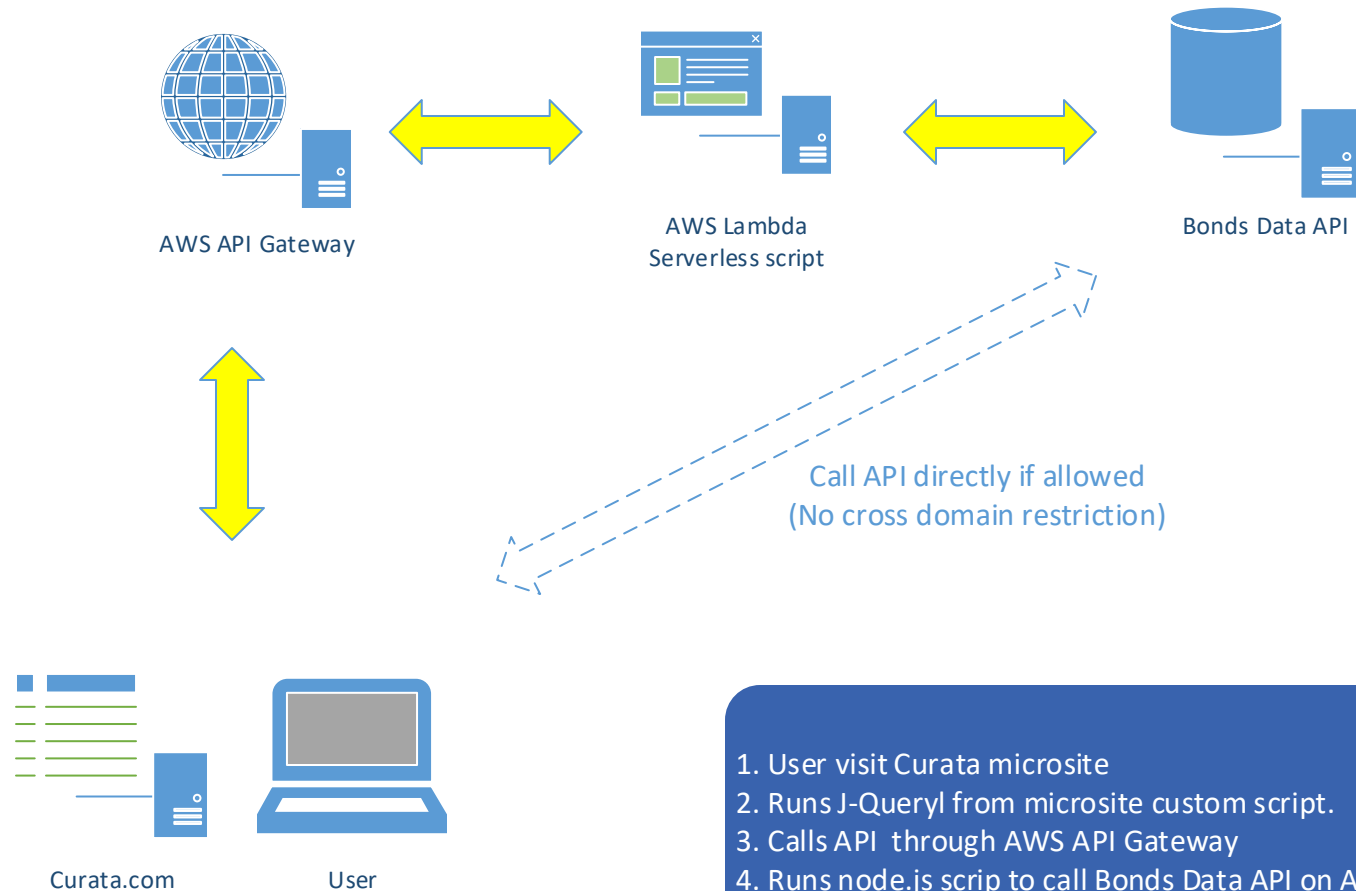 AWS API Gateway
AWS Lambda
Serverless script
Bonds Data API
Call API directly if allowed
(No cross domain restriction)
Curata.com
User
1. User visit Curata microsite
2. Runs J-Queryl from microsite custom script.
3. Calls API through AWS API Gateway
4. Runs node.js scrip to call Bonds Data API on A